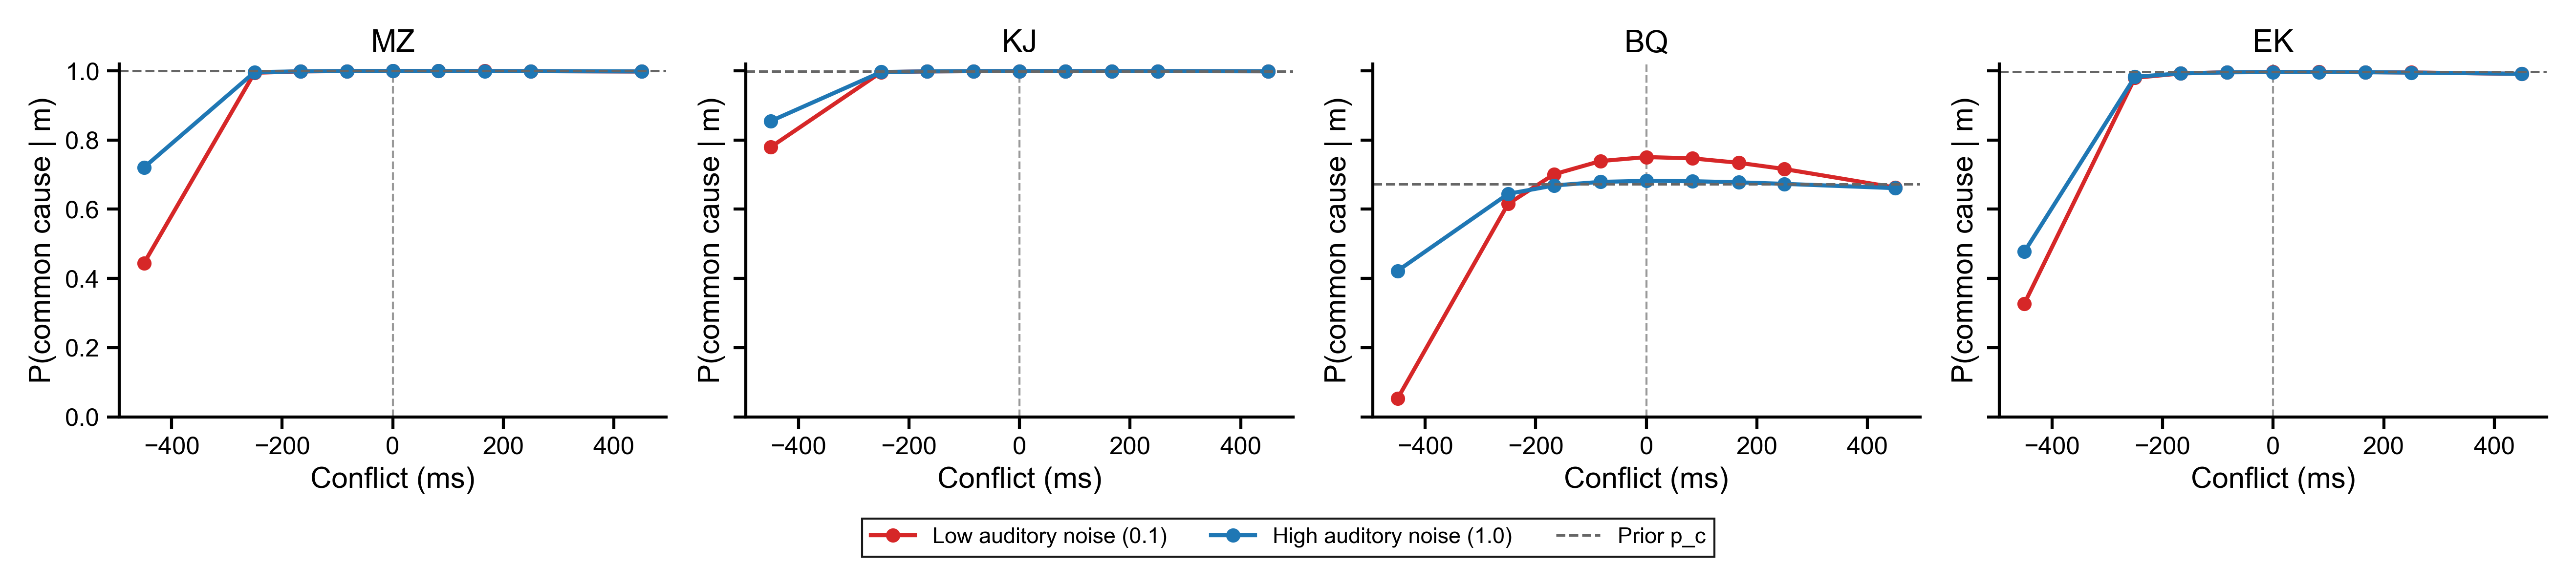 MZ
KJ
BQ
EK
P(common cause | m)
1.0
0.8
0.6
0.4
0.2
0.0
−400 −200 0 200 400
Conflict (ms)
P(common cause | m)
−400 −200 0 200 400
Conflict (ms)
P(common cause | m)
−400 −200 0 200 400
Conflict (ms)
P(common cause | m)
−400 −200 0 200 400
Conflict (ms)
Low auditory noise (0.1) High auditory noise (1.0) Prior p_c